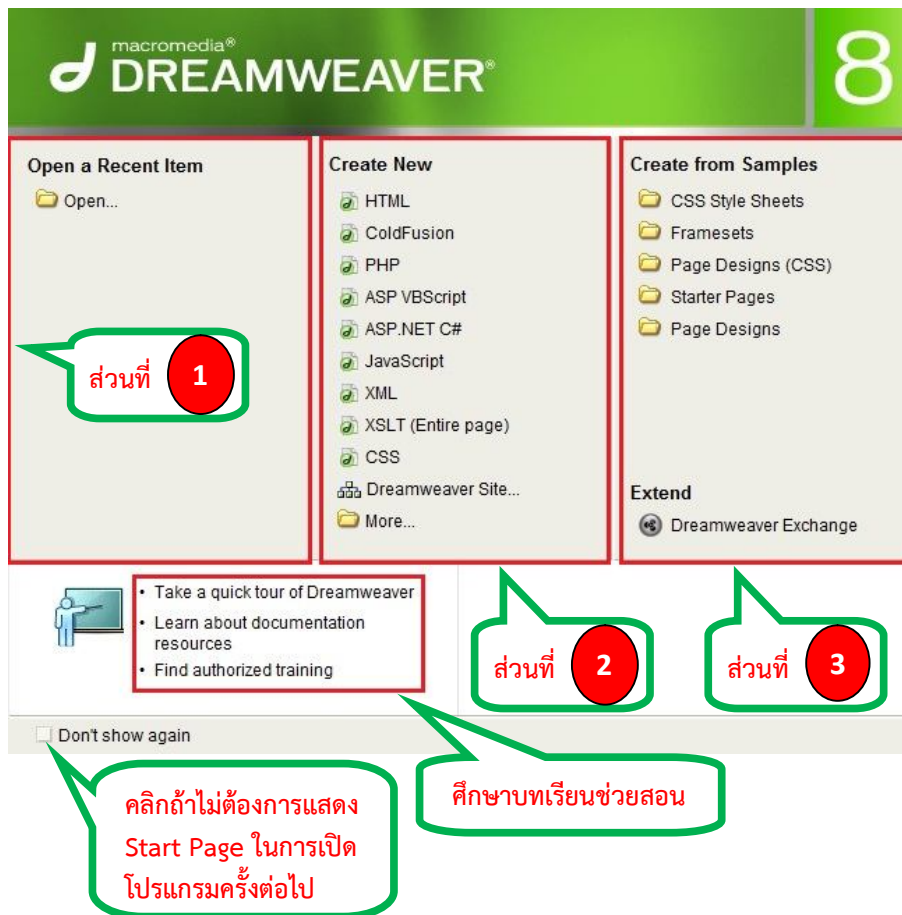 macromedia®
DREAMWEAVER®
8
Open a Recent Item
Open...
ส่วนที่ 1
Create New
HTML
ColdFusion
PHP
ASP VBScript
ASP.NET C#
JavaScript
XML
XSLT (Entire page)
CSS
Dreamweaver Site...
More...
Create from Samples
CSS Style Sheets
Framesets
Page Designs (CSS)
Starter Pages
Page Designs
Extend
Dreamweaver Exchange
• Take a quick tour of Dreamweaver
• Learn about documentation
resources
• Find authorized training
ส่วนที่ 2
ส่วนที่ 3
Don't show again
คลิกถ้าไม่ต้องการแสดง
Start Page ในการเปิด
โปรแกรมครั้งต่อไป
ศึกษาบทเรียนช่วยสอน